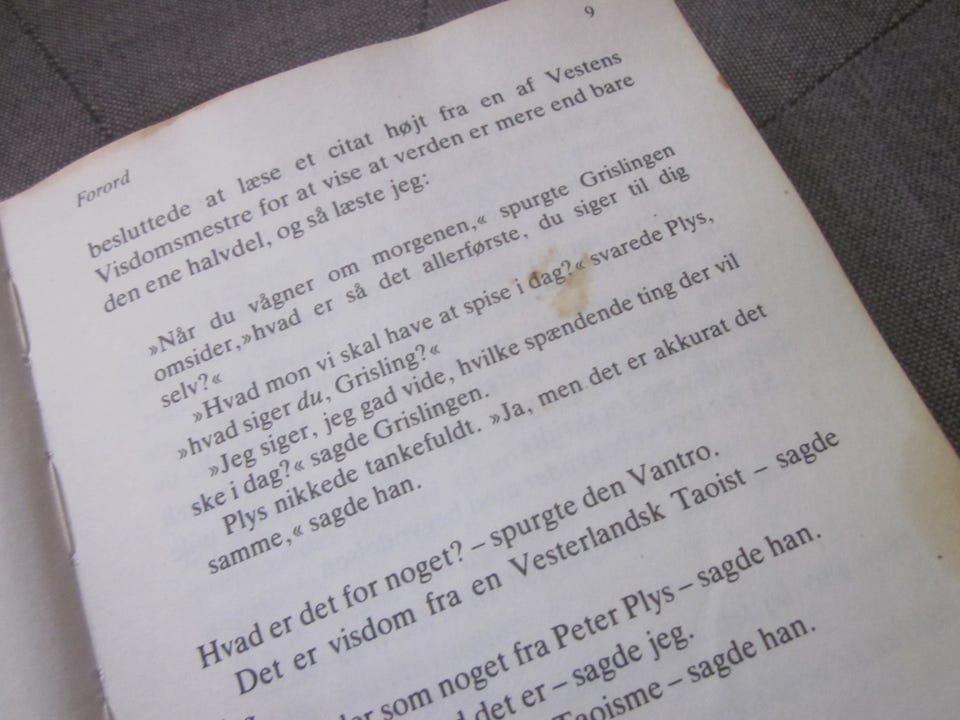 9
Forord
besluttede at læse et citat højt fra en af Vestens
Visdomsmestre for at vise at verden er mere end bare
den ene halvdel, og så læste jeg:
»Når du vågner om morgenen,« spurgte Grislingen
omsider,»hvad er så det allerførste, du siger til dig
selv?«
»Hvad mon vi skal have at spise i dag?« svarede Plys,
»hvad siger du, Grisling?«
»Jeg siger, jeg gad vide, hvilke spændende ting der vil
ske i dag?« sagde Grislingen.
Plys nikkede tankefuldt. »Ja, men det er akkurat det
samme,« sagde han.
Hvad er det for noget? – spurgte den Vantro.
Det er visdom fra en Vesterlandsk Taoist – sagde
som noget fra Peter Plys – sagde han.
det er – sagde jeg.
Taoisme – sagde han.